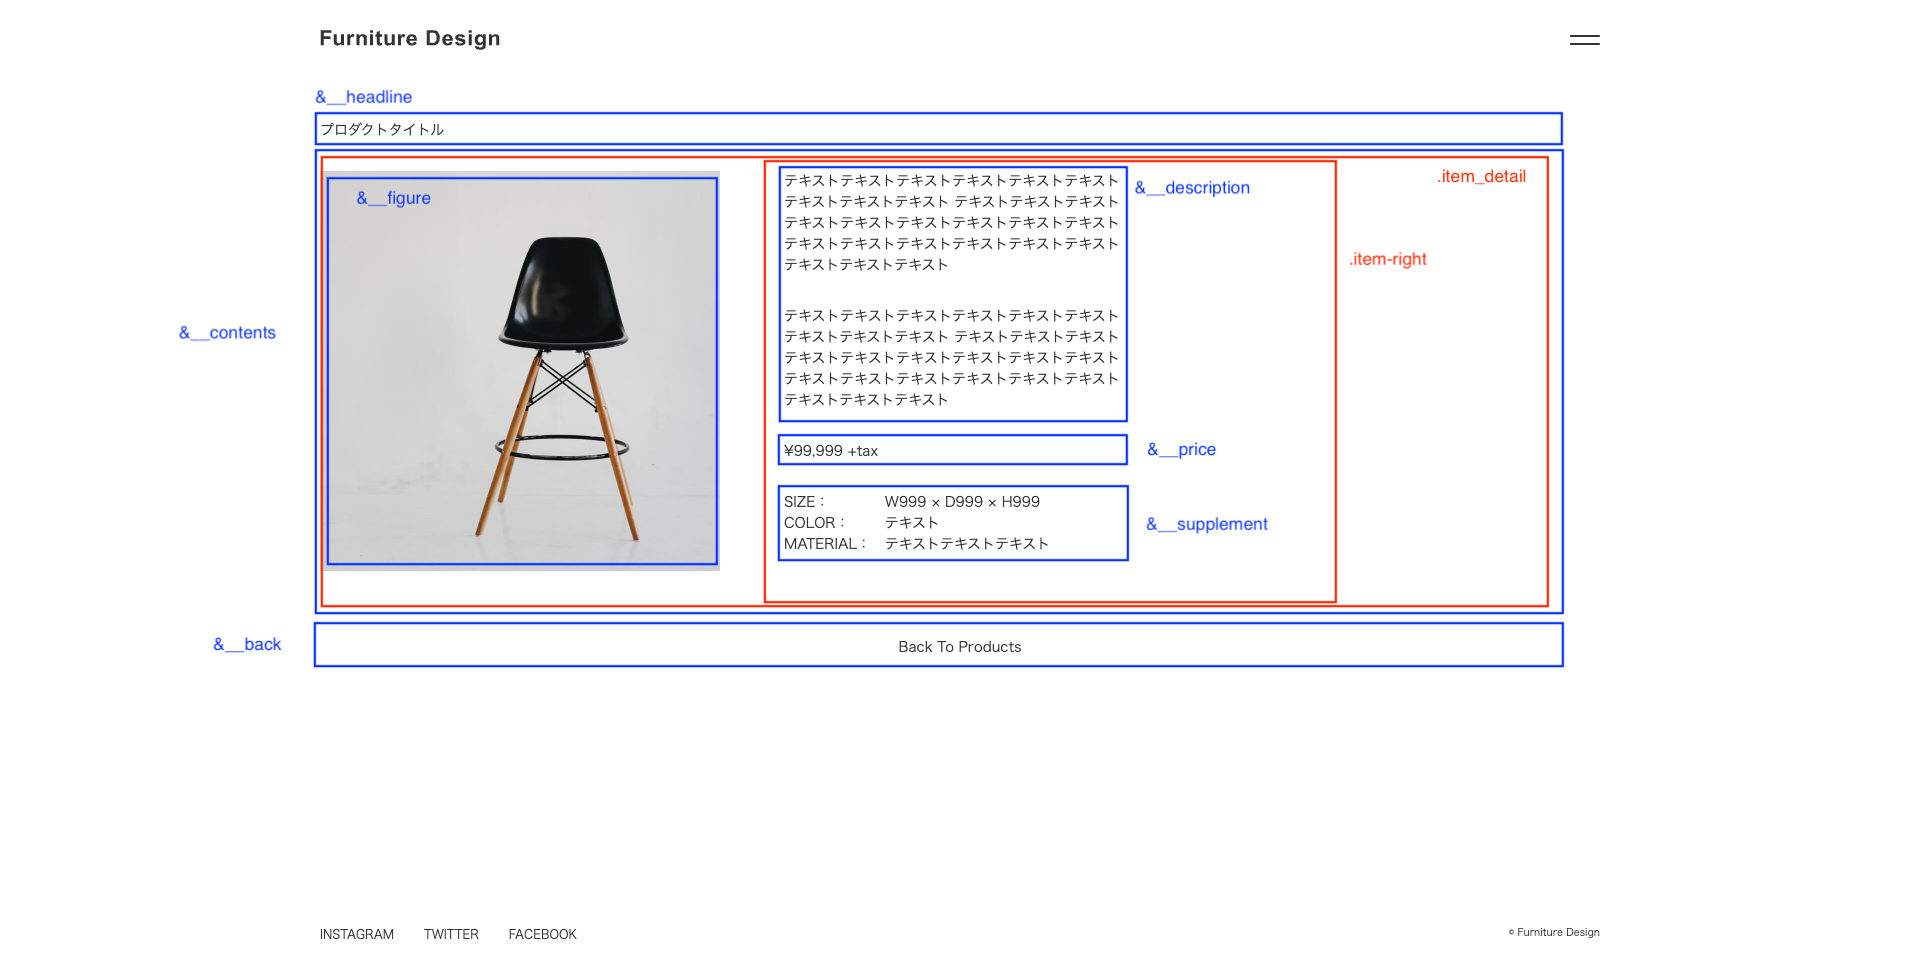 Furniture Design
&__headline
プロダクトタイトル
&__figure
テキストテキストテキストテキストテキストテキスト
テキストテキストテキスト テキストテキストテキスト
テキストテキストテキストテキストテキストテキスト
テキストテキストテキストテキストテキストテキスト
テキストテキストテキスト
テキストテキストテキストテキストテキストテキスト
テキストテキストテキスト テキストテキストテキスト
テキストテキストテキストテキストテキストテキスト
テキストテキストテキストテキストテキストテキスト
テキストテキストテキスト
&__description
.item_detail
.item-right
&__contents
¥99,999 +tax
&__price
SIZE： W999 × D999 × H999
COLOR： テキスト
MATERIAL： テキストテキストテキスト
&__supplement
&__back
Back To Products
INSTAGRAM TWITTER FACEBOOK
© Furniture Design